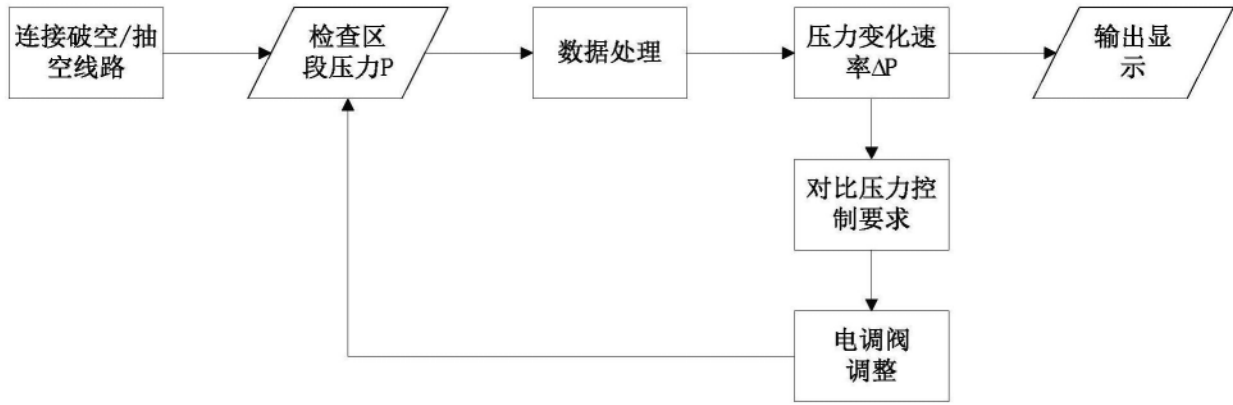 连接破空/抽
空线路
检查区
段压力P
数据处理
压力变化速
率ΔP
输出显
示
对比压力控
制要求
电调阀
调整